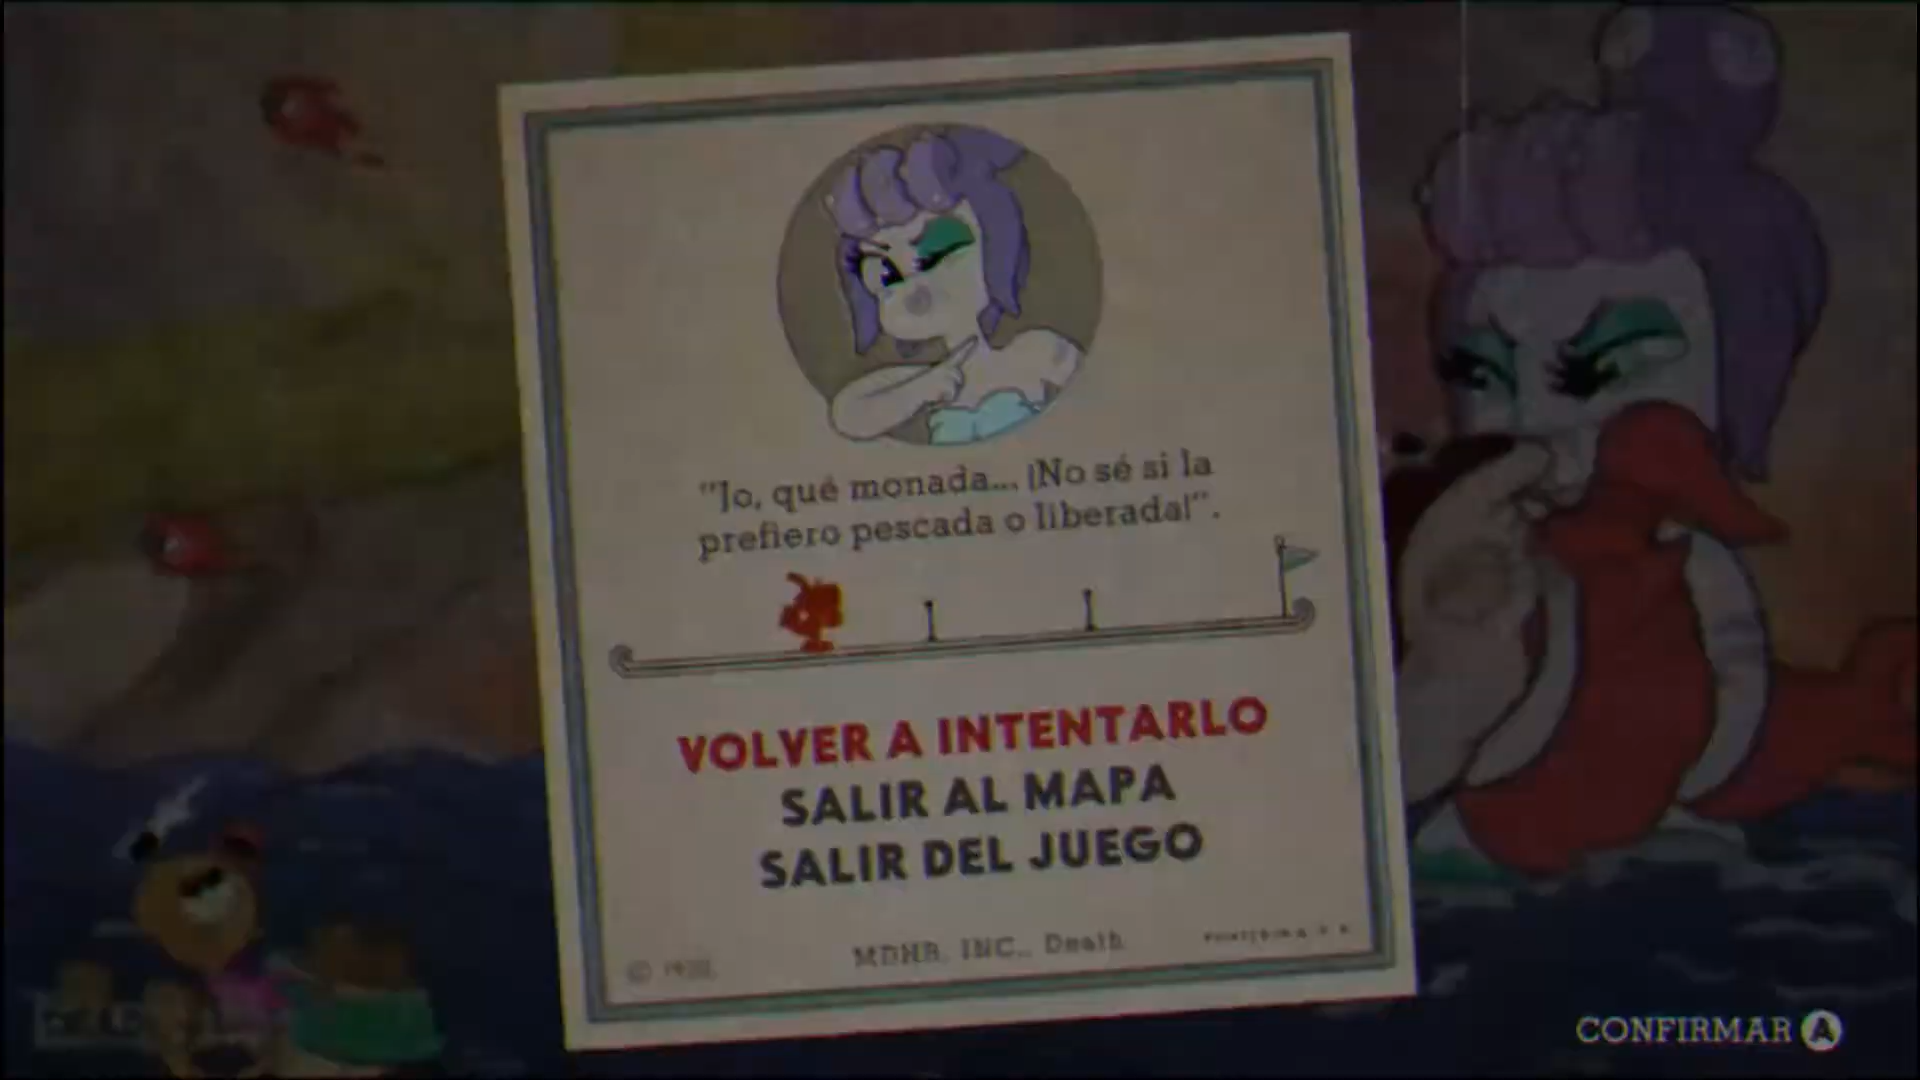 "Jo, qué monada... ¡No sé si la
prefiero pescada o liberada!".
VOLVER A INTENTARLO
SALIR AL MAPA
SALIR DEL JUEGO
MDHR, INC., Death
CONFIRMAR A